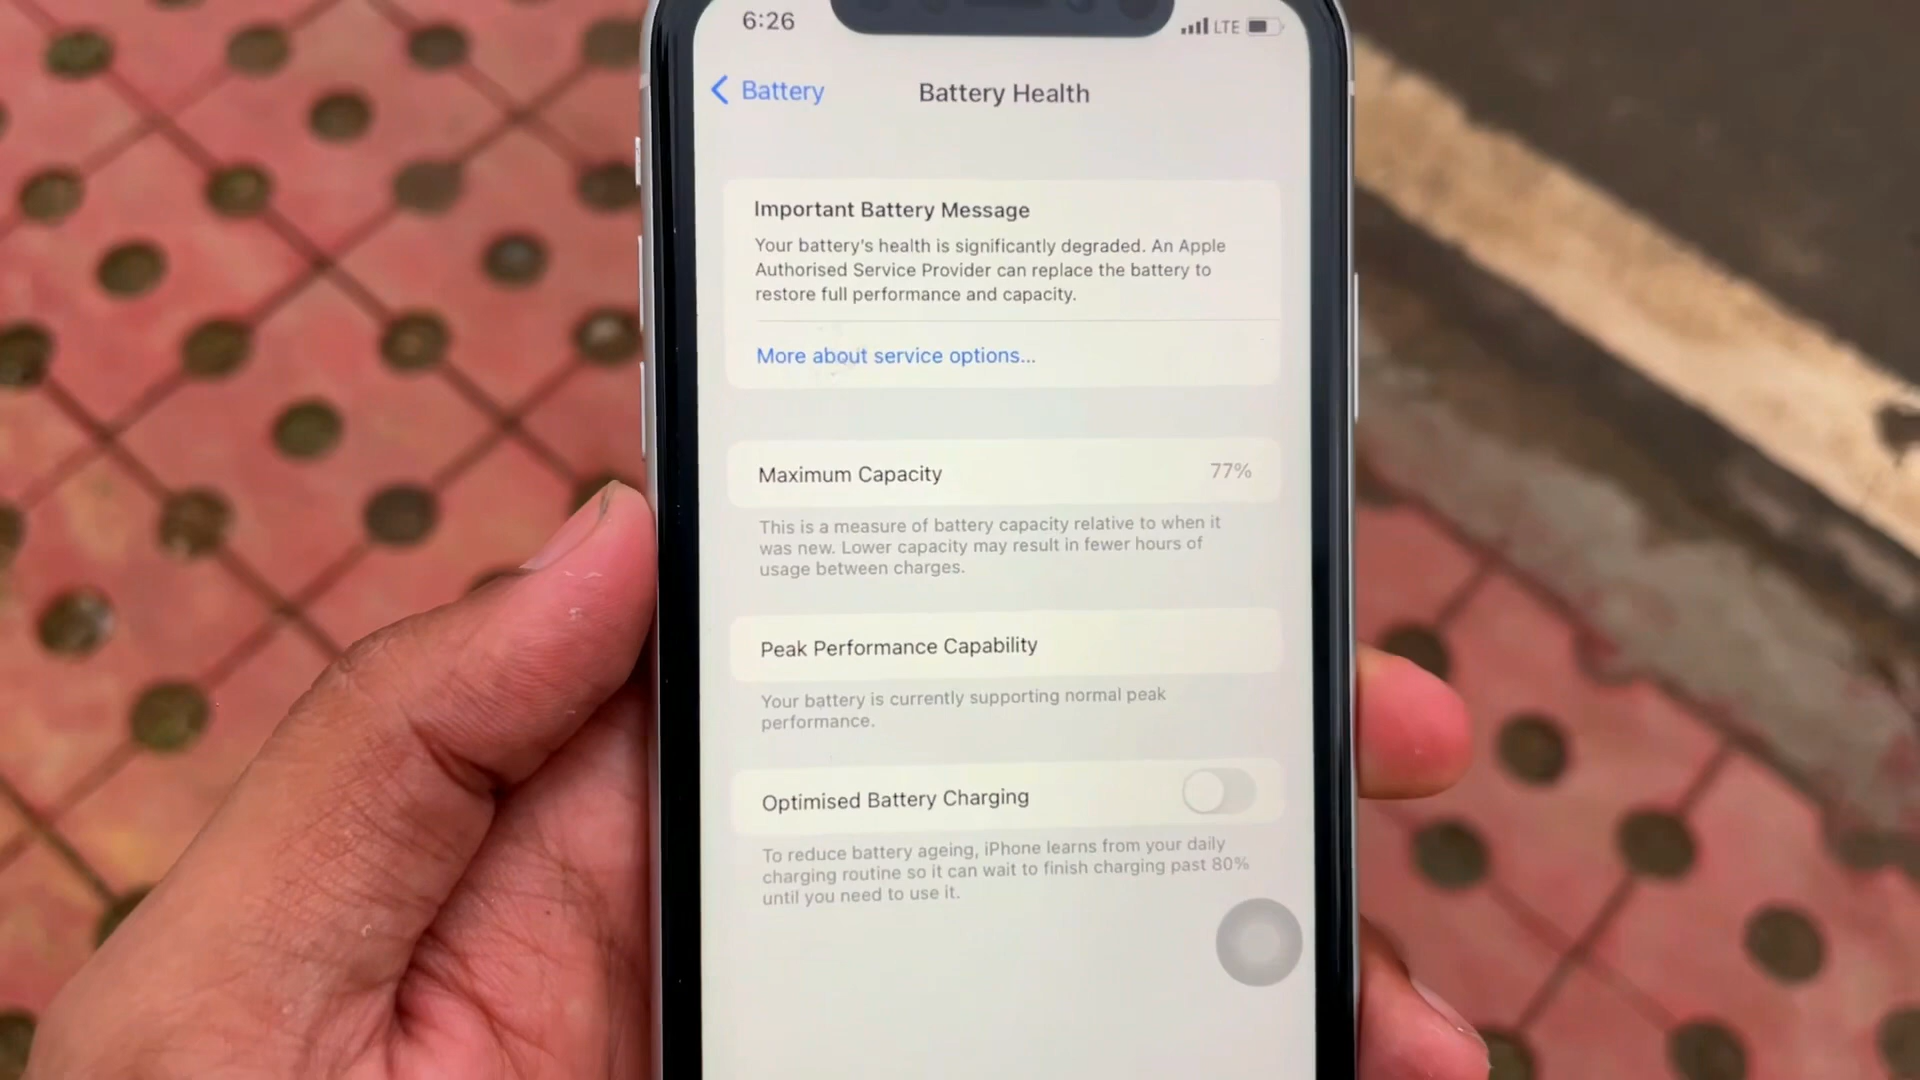 6:26
LTE
Battery
Battery Health
Important Battery Message
Your battery's health is significantly degraded. An Apple
Authorised Service Provider can replace the battery to
restore full performance and capacity.
More about service options...
Maximum Capacity 77%
This is a measure of battery capacity relative to when it
was new. Lower capacity may result in fewer hours of
usage between charges.
Peak Performance Capability
Your battery is currently supporting normal peak
performance.
Optimised Battery Charging
To reduce battery ageing, iPhone learns from your daily
charging routine so it can wait to finish charging past 80%
until you need to use it.